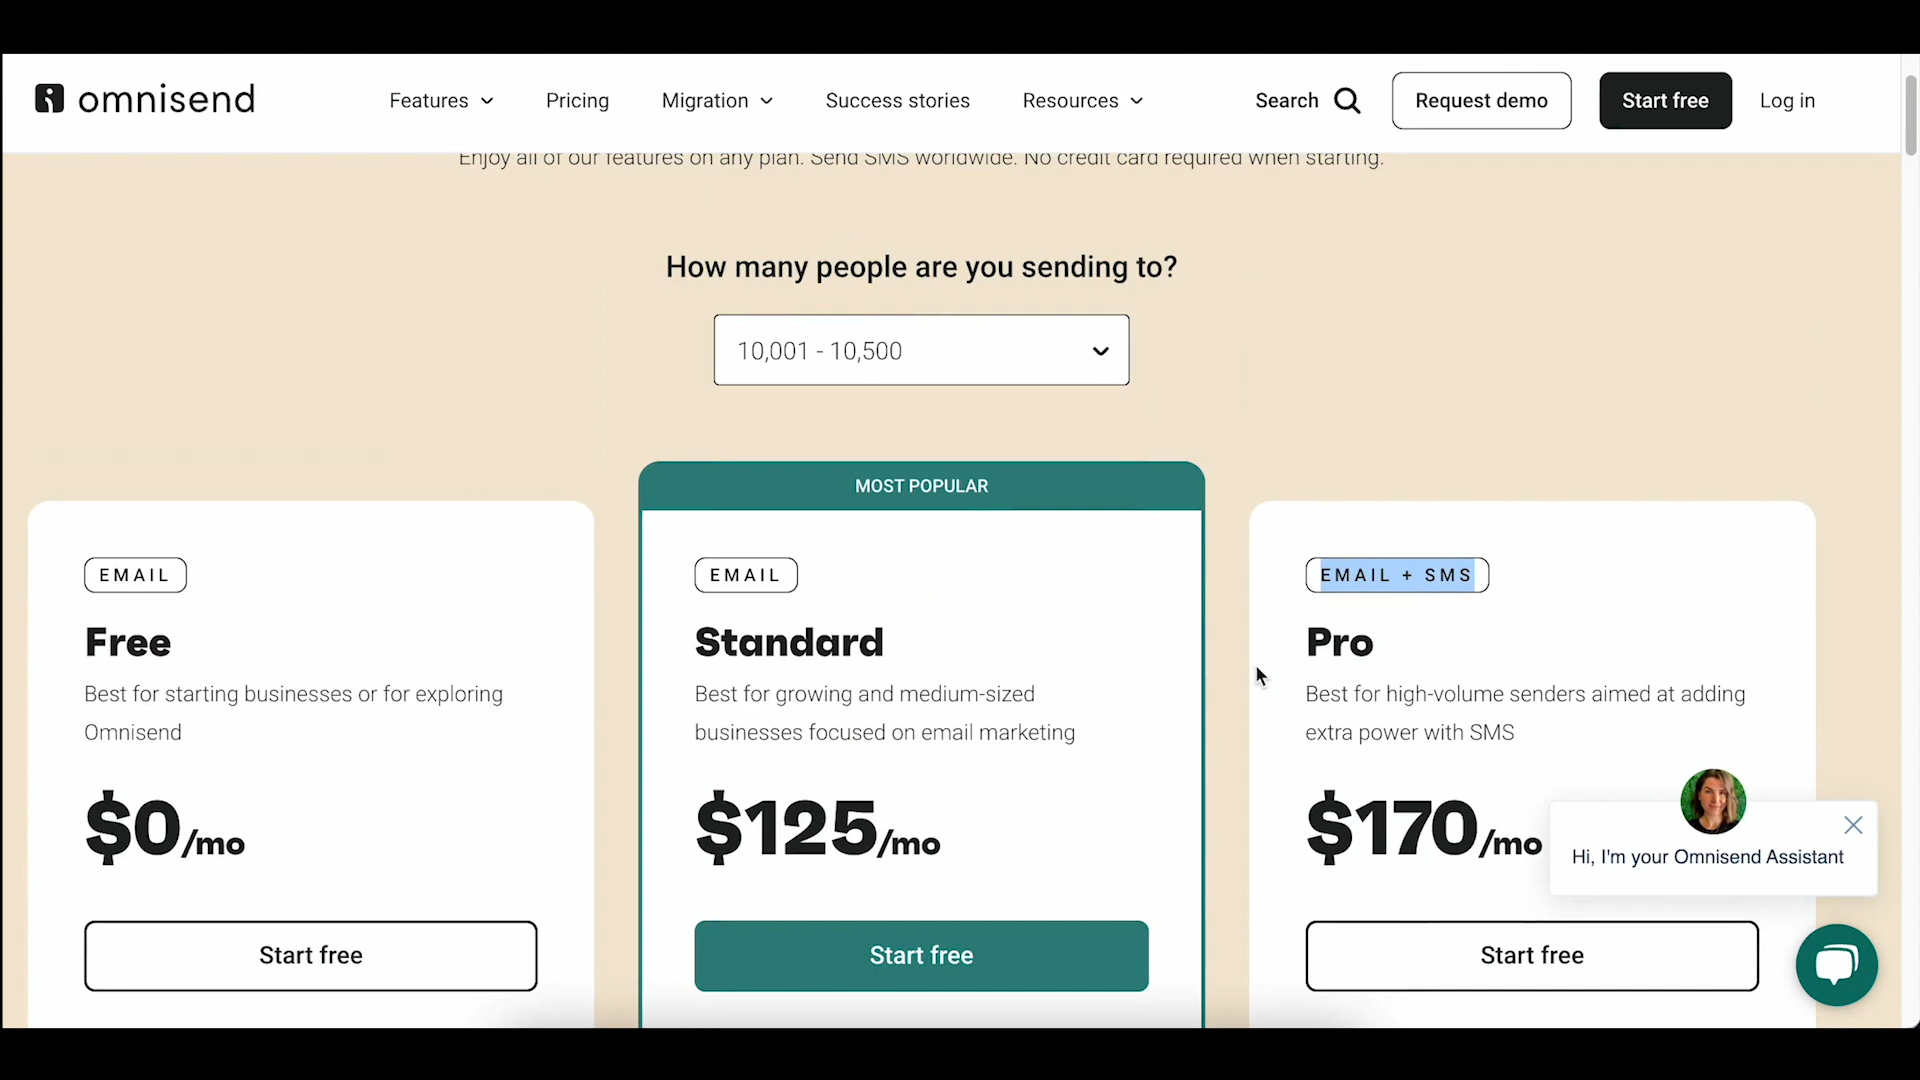 omnisend
Features
Pricing
Migration
Success stories
Resources
Search
Request demo
Start free
Log in
Enjoy all of our features on any plan. Send SMS worldwide. No credit card required when starting.
How many people are you sending to?
10,001 - 10,500
MOST POPULAR
EMAIL
Free
Best for starting businesses or for exploring
Omnisend
$0/mo
Start free
EMAIL
Standard
Best for growing and medium-sized
businesses focused on email marketing
$125/mo
Start free
EMAIL + SMS
Pro
Best for high-volume senders aimed at adding
extra power with SMS
$170/mo
Start free
Hi, I'm your Omnisend Assistant